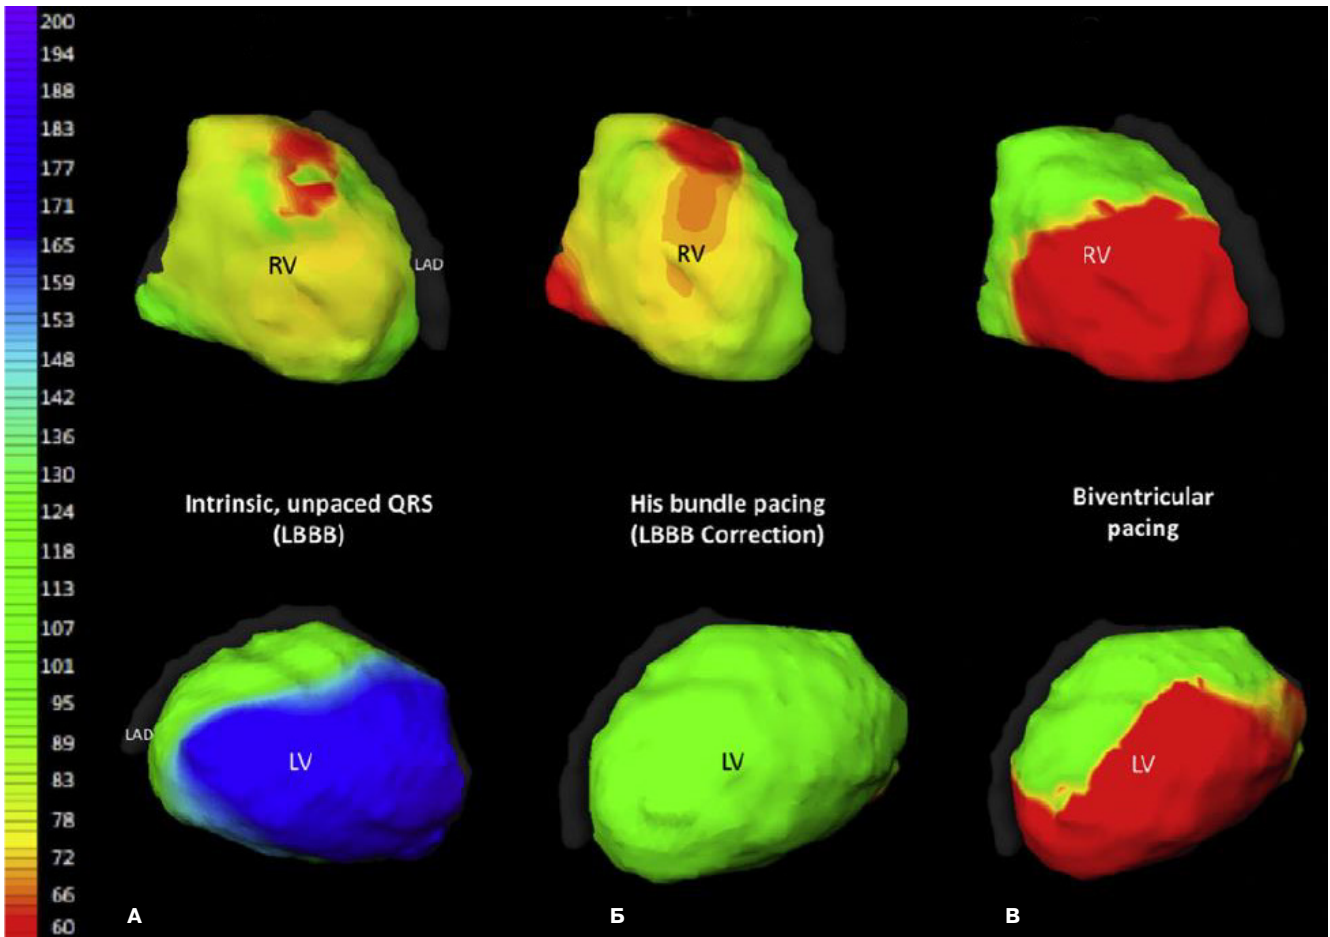 200
194
188
183
177
171
165
159
153
148
142
136
130
124
118
113
107
101
95
89
83
78
72
66
60
RV
LAD
RV
RV
Intrinsic, unpaced QRS
(LBBB)
His bundle pacing
(LBBB Correction)
Biventricular
pacing
LAD
LV
LV
LV
А
Б
В